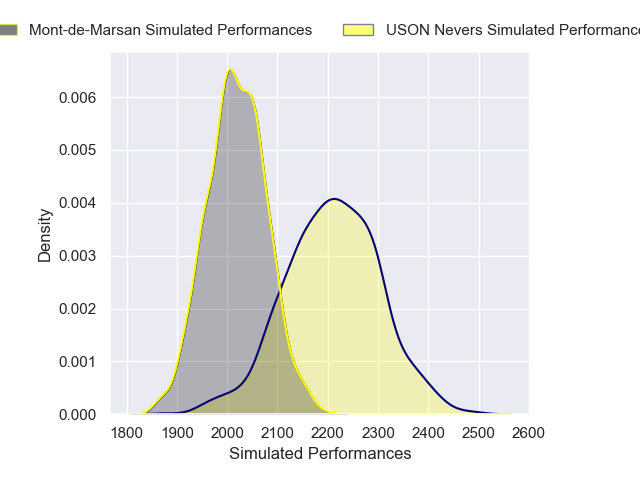 Mont-de-Marsan Simulated Performances USON Nevers Simulated Performance
0.006
0.005
0.004
0.003
0.002
0.001
0.000
Density
1800 1900 2000 2100 2200 2300 2400 2500 2600
Simulated Performances